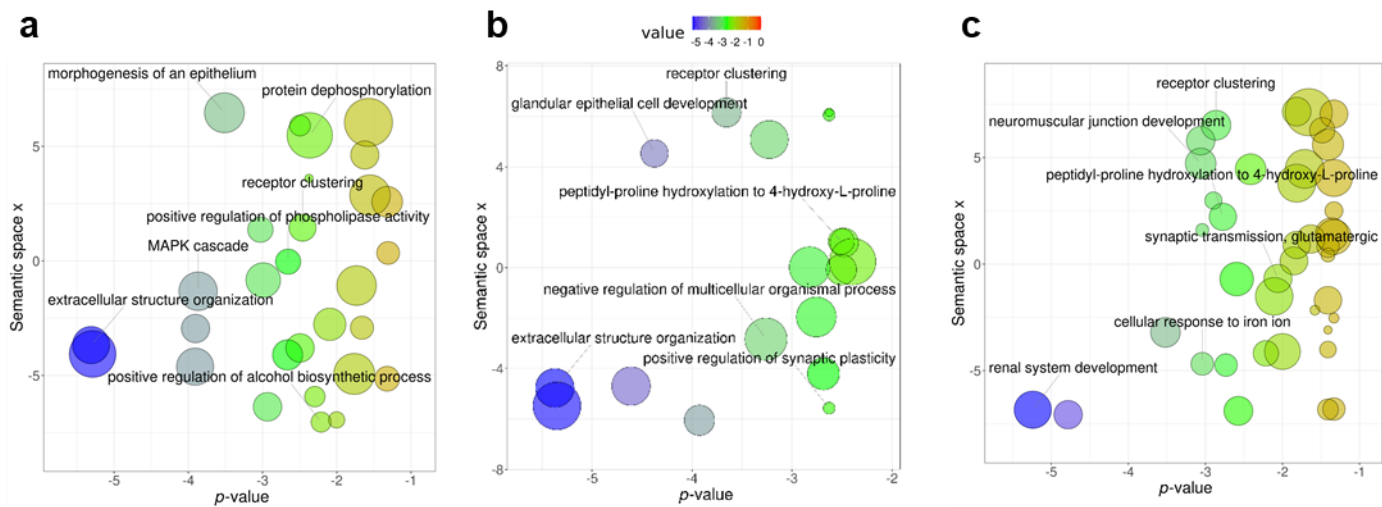 a
b
c
value
-5 -4 -3 -2 -1 0
morphogenesis of an epithelium
protein dephosphorylation
receptor clustering
positive regulation of phospholipase activity
MAPK cascade
extracellular structure organization
positive regulation of alcohol biosynthetic process
Semantic space x
5
0
-5
-5 -4 -3 -2 -1
p-value
receptor clustering
glandular epithelial cell development
peptidyl-proline hydroxylation to 4-hydroxy-L-proline
negative regulation of multicellular organismal process
extracellular structure organization
positive regulation of synaptic plasticity
Semantic space x
8
4
0
-4
-8
-5 -4 -3 -2
p-value
receptor clustering
neuromuscular junction development
peptidyl-proline hydroxylation to 4-hydroxy-L-proline
synaptic transmission, glutamatergic
cellular response to iron ion
renal system development
Semantic space x
5
0
-5
-5 -4 -3 -2 -1
p-value